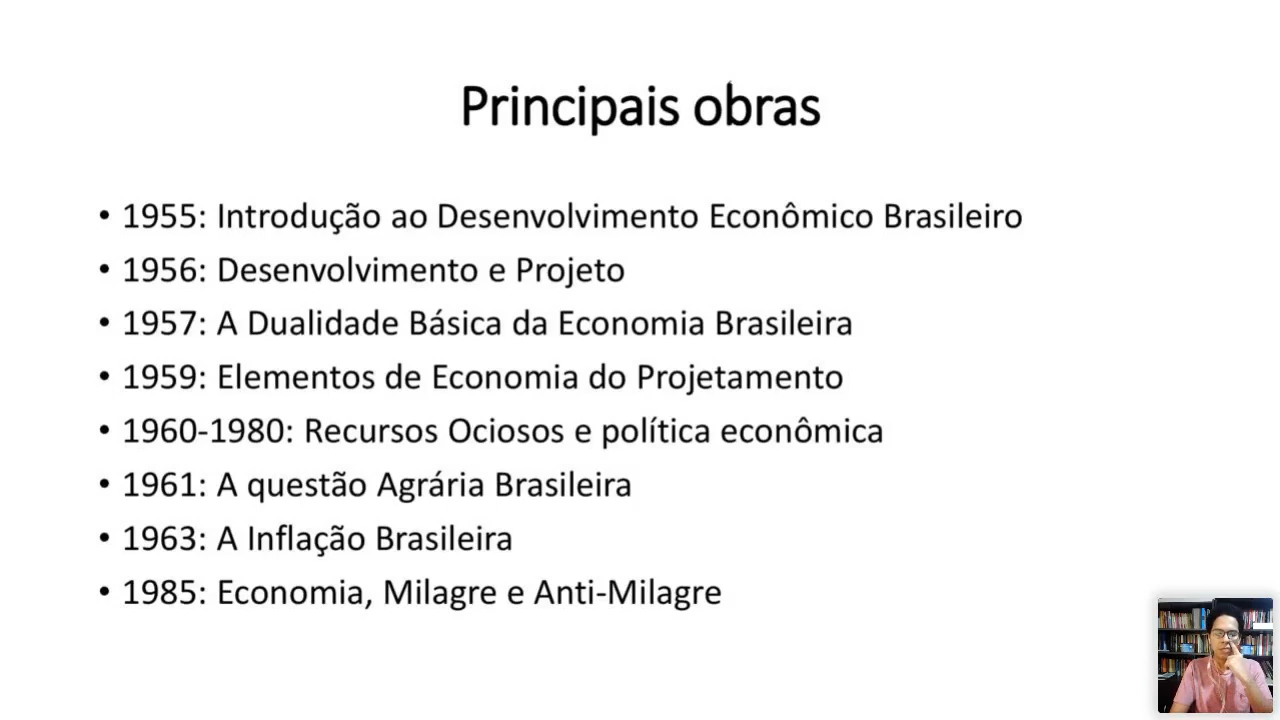 Principais obras
• 1955: Introdução ao Desenvolvimento Econômico Brasileiro
• 1956: Desenvolvimento e Projeto
• 1957: A Dualidade Básica da Economia Brasileira
• 1959: Elementos de Economia do Projetamento
• 1960-1980: Recursos Ociosos e política econômica
• 1961: A questão Agrária Brasileira
• 1963: A Inflação Brasileira
• 1985: Economia, Milagre e Anti-Milagre